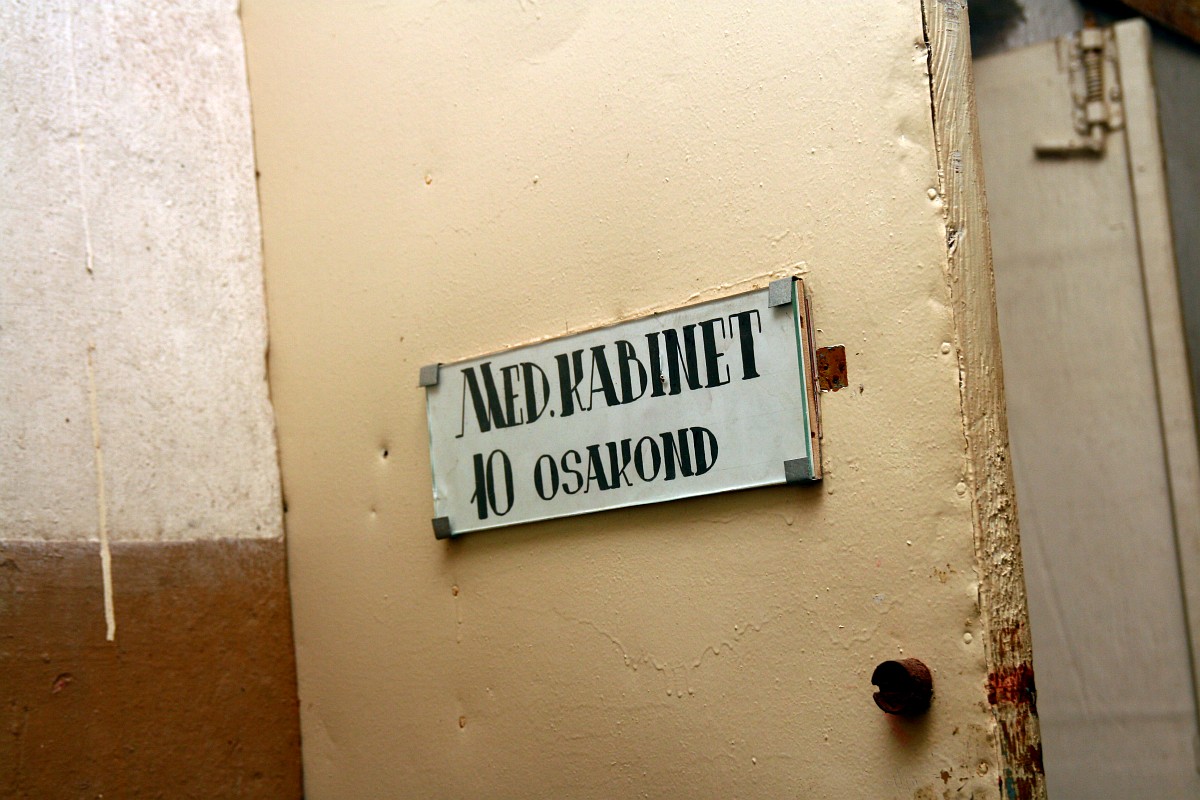 MED. KABINET
10 OSAKOND